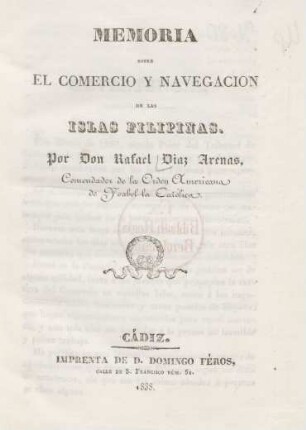 MEMORIA
SOBRE
EL COMERCIO Y NAVEGACION
DE LAS
ISLAS FILIPINAS.
Por Don Rafael Diaz Arenas,
Comendador de la Orden Americana
de Ysabel la Católica.
CÁDIZ.
IMPRENTA DE D. DOMINGO FÉROS,
CALLE DE S. FRANCISCO NÚM. 51.
1838.